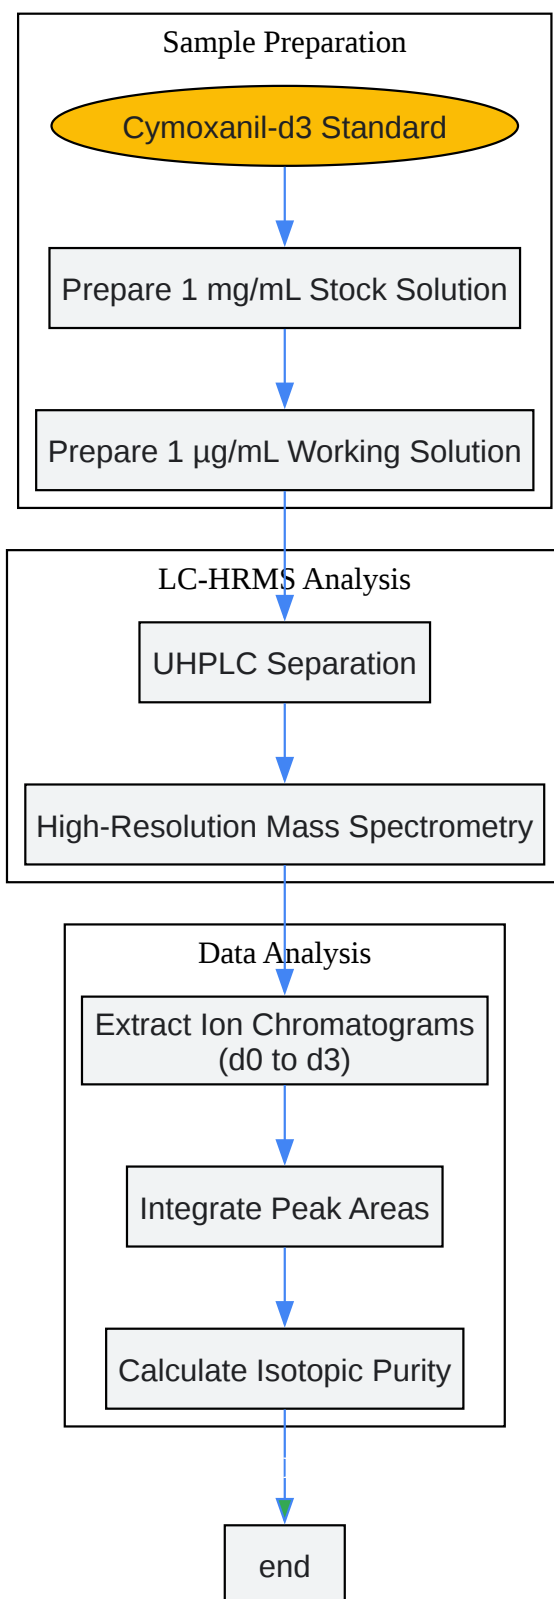 Sample Preparation
Cymoxanil-d3 Standard
Prepare 1 mg/mL Stock Solution
Prepare 1 µg/mL Working Solution
LC-HRMS Analysis
UHPLC Separation
High-Resolution Mass Spectrometry
Data Analysis
Extract Ion Chromatograms
(d0 to d3)
Integrate Peak Areas
Calculate Isotopic Purity
end